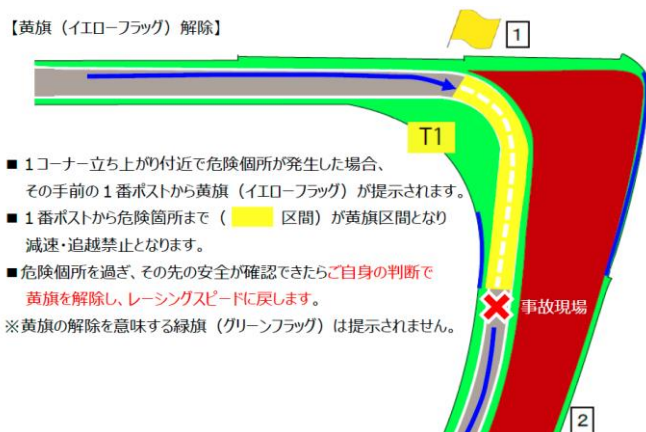 【黄旗（イエローフラッグ）解除】
1
T1
■ 1コーナー立ち上がり付近で危険個所が発生した場合、
その手前の1番ポストから黄旗（イエローフラッグ）が提示されます。
■ 1番ポストから危険箇所まで（ 区間）が黄旗区間となり
減速・追越禁止となります。
■ 危険個所を過ぎ、その先の安全が確認できたらご自身の判断で
黄旗を解除し、レーシングスピードに戻します。
事故現場
※黄旗の解除を意味する緑旗（グリーンフラッグ）は提示されません。
2